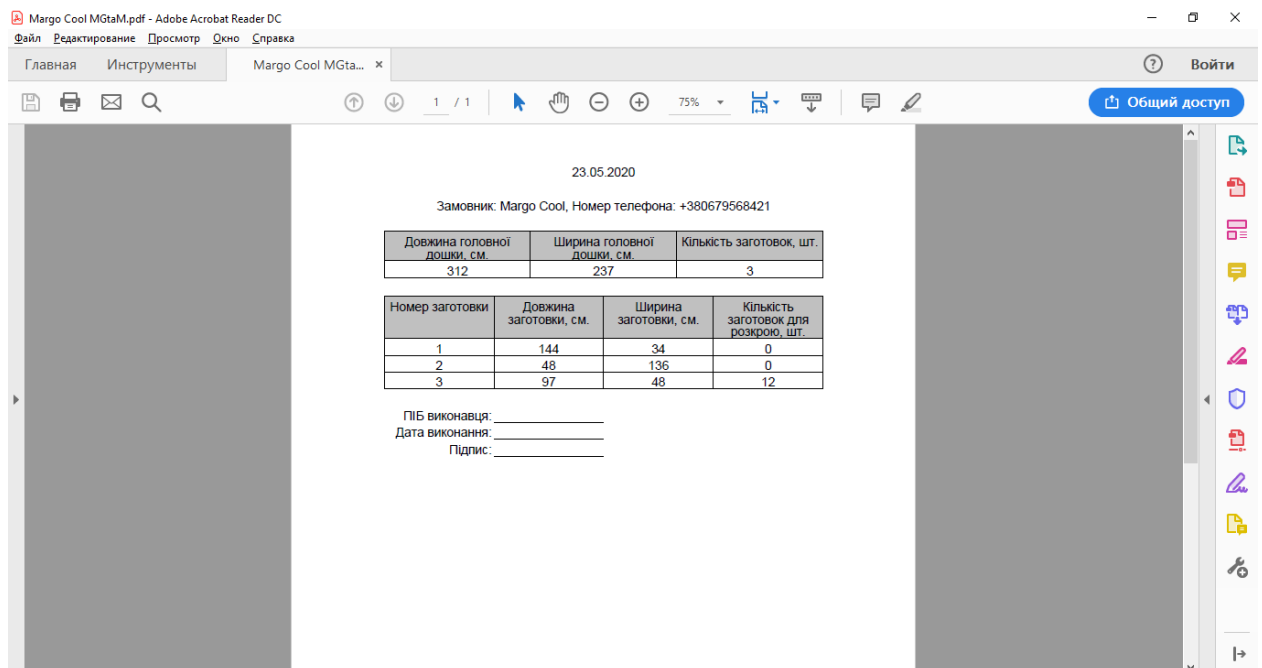 Margo Cool MGtaM.pdf - Adobe Acrobat Reader DC
Файл Редактирование Просмотр Окно Справка
Главная Инструменты Margo Cool MGta... × ? Войти
1 / 1 75% Общий доступ
23.05.2020
Замовник: Margo Cool, Номер телефона: +380679568421
Довжина головної дошки, см. Ширина головної дошки, см. Кількість заготовок, шт.
312 237 3
Номер заготовки Довжина заготовки, см. Ширина заготовки, см. Кількість заготовок для розкрою, шт.
1 144 34 0
2 48 136 0
3 97 48 12
ПІБ виконавця:
Дата виконання:
Підпис: